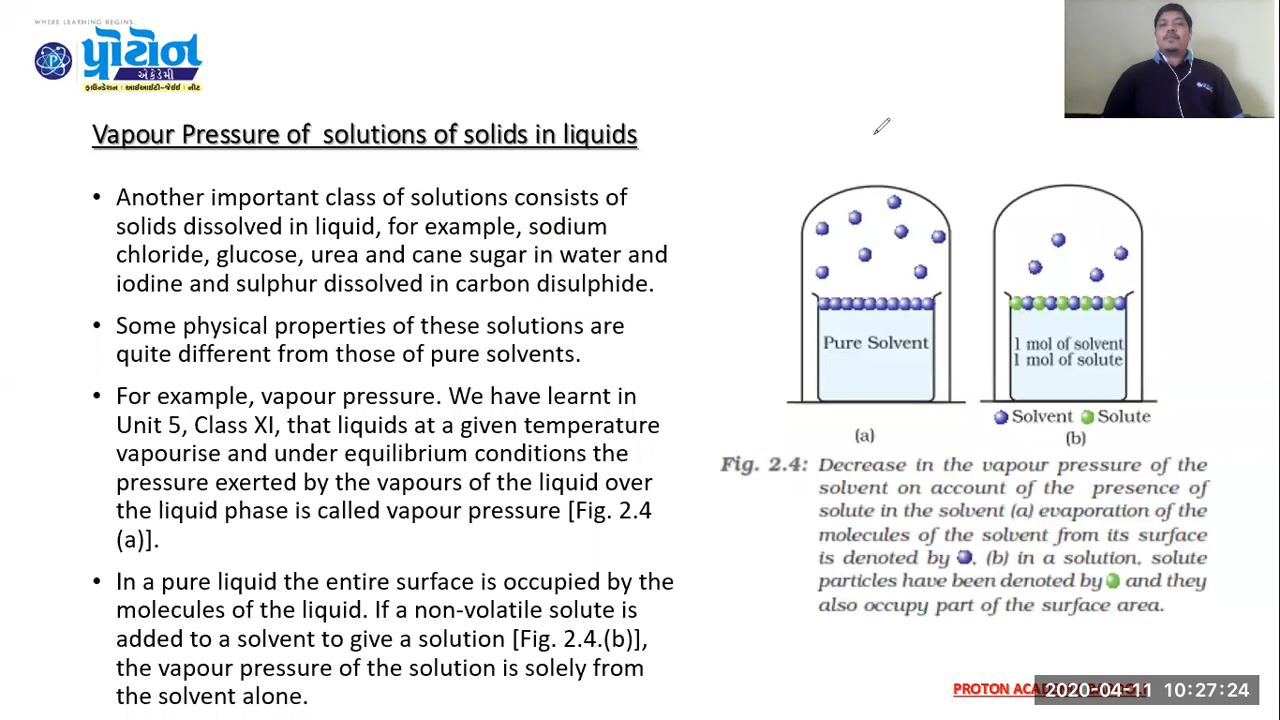 WHERE LEARNING BEGINS...
પ્રોટોન
એકેડેમી
ફાઉન્ડેશન : આઈઆઈટી-જેઈઈ : નીટ
Vapour Pressure of solutions of solids in liquids
• Another important class of solutions consists of
solids dissolved in liquid, for example, sodium
chloride, glucose, urea and cane sugar in water and
iodine and sulphur dissolved in carbon disulphide.
• Some physical properties of these solutions are
quite different from those of pure solvents.
• For example, vapour pressure. We have learnt in
Unit 5, Class XI, that liquids at a given temperature
vapourise and under equilibrium conditions the
pressure exerted by the vapours of the liquid over
the liquid phase is called vapour pressure [Fig. 2.4
(a)].
• In a pure liquid the entire surface is occupied by the
molecules of the liquid. If a non-volatile solute is
added to a solvent to give a solution [Fig. 2.4.(b)],
the vapour pressure of the solution is solely from
the solvent alone.
Pure Solvent
1 mol of solvent
1 mol of solute
Solvent Solute
(a)
(b)
Fig. 2.4: Decrease in the vapour pressure of the
solvent on account of the presence of
solute in the solvent (a) evaporation of the
molecules of the solvent from its surface
is denoted by , (b) in a solution, solute
particles have been denoted by and they
also occupy part of the surface area.
PROTON
2020-04-11 10:27:24